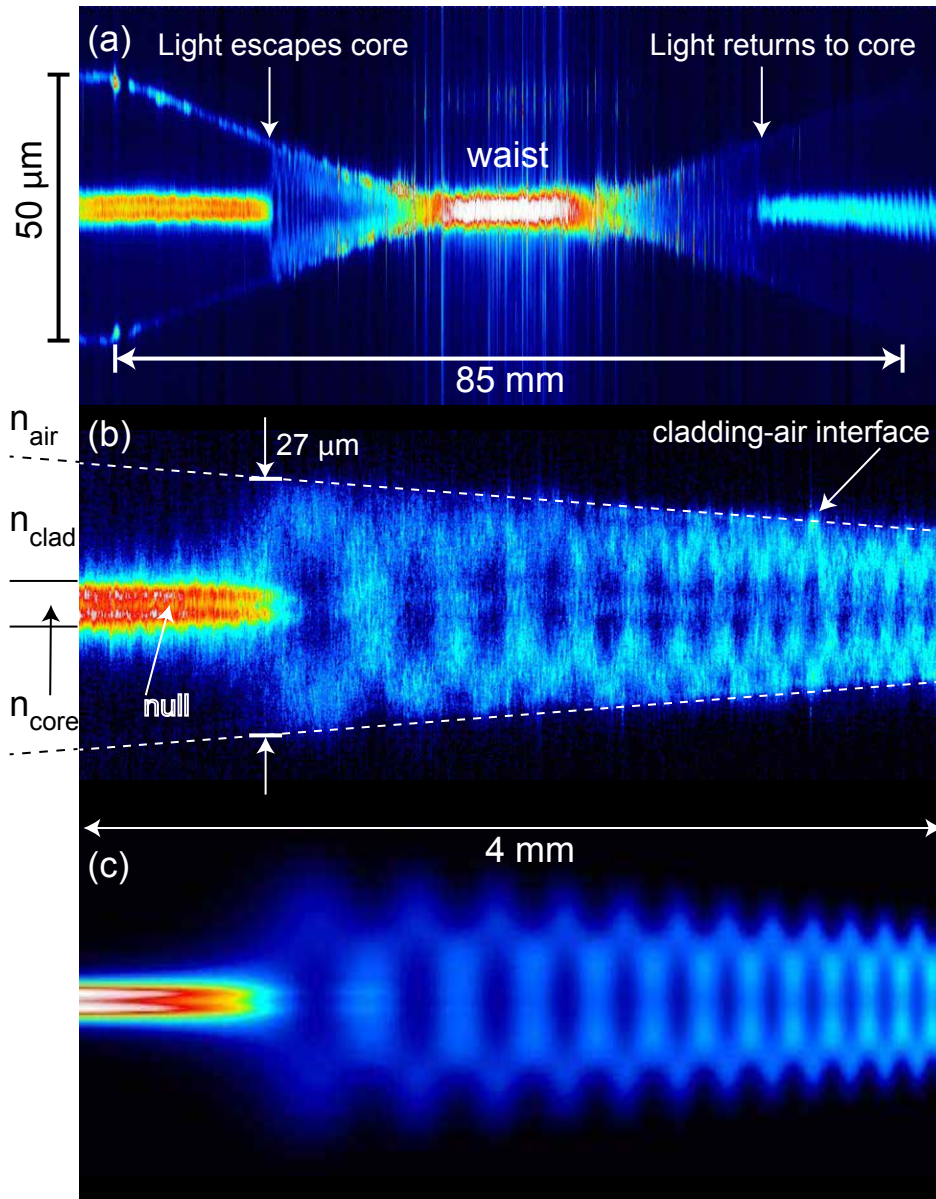 (a)
Light escapes core
Light returns to core
waist
50 µm
85 mm
n_air
(b)
27 µm
cladding-air interface
n_clad
n_core
null
4 mm
(c)